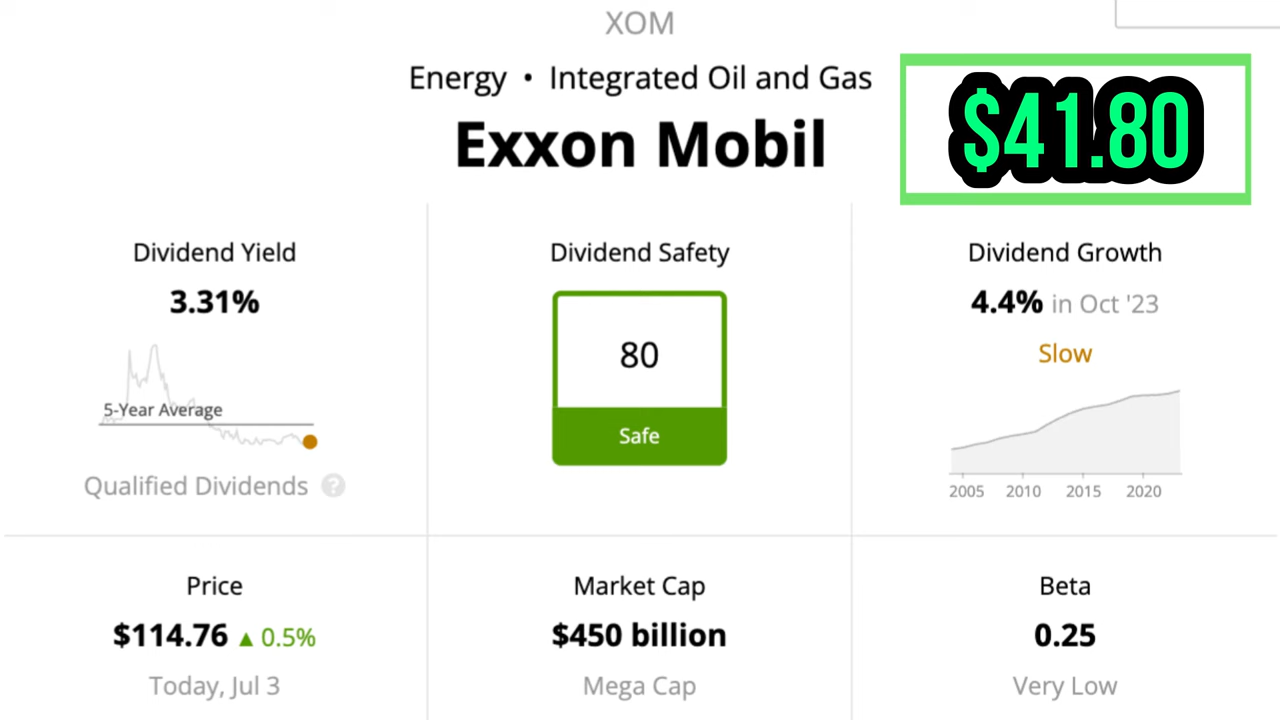 XOM
Energy • Integrated Oil and Gas
Exxon Mobil
$41.80
Dividend Yield
3.31%
5-Year Average
Qualified Dividends ?
Dividend Safety
80
Safe
Dividend Growth
4.4% in Oct '23
Slow
2005 2010 2015 2020
Price
$114.76 ▲ 0.5%
Today, Jul 3
Market Cap
$450 billion
Mega Cap
Beta
0.25
Very Low